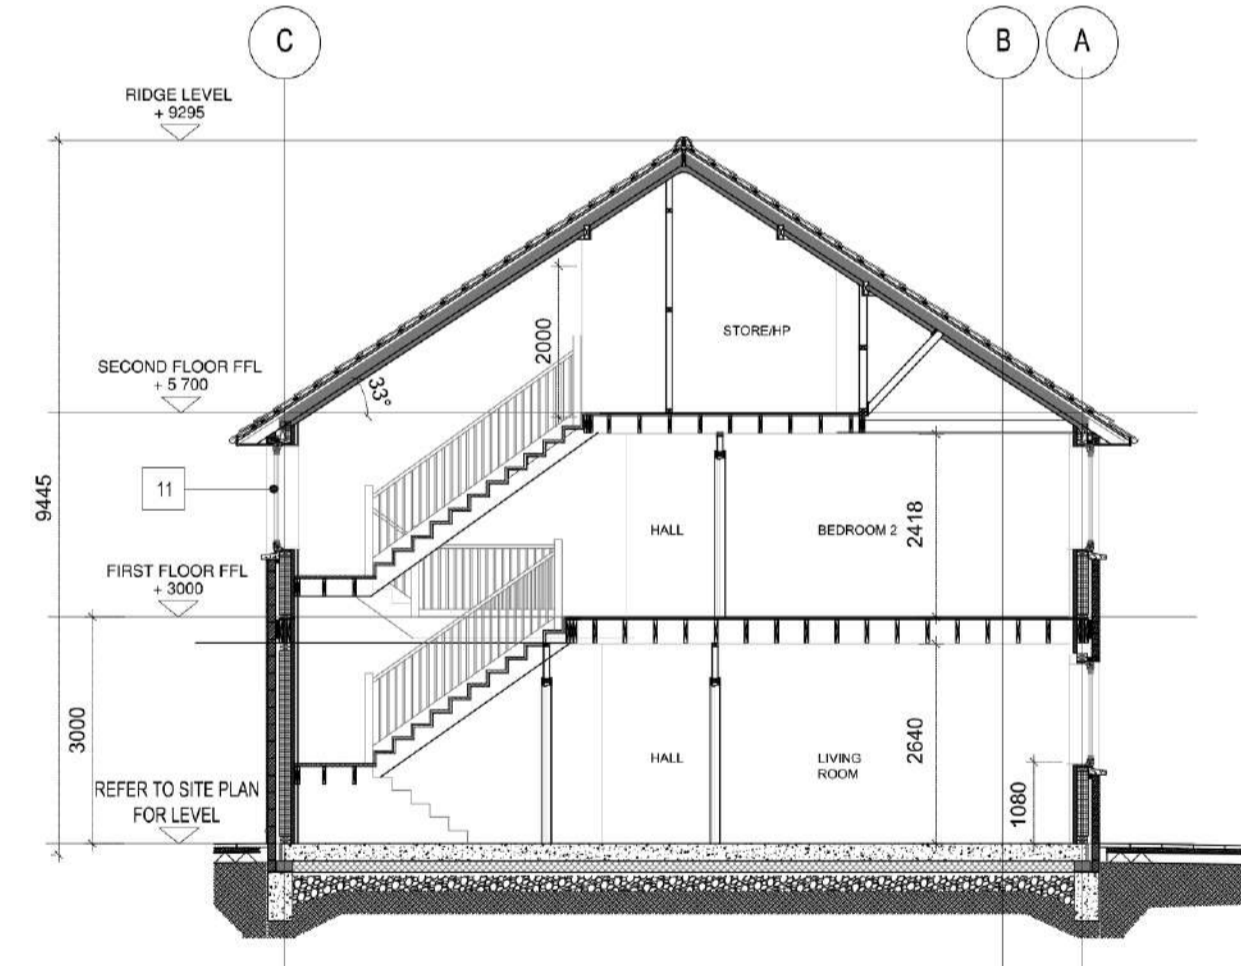 C
B
A
RIDGE LEVEL
+ 9295
2000
STORE/HP
SECOND FLOOR FFL
+ 5 700
33°
9445
11
HALL
BEDROOM 2
2418
FIRST FLOOR FFL
+ 3000
3000
2640
HALL
LIVING
ROOM
1080
REFER TO SITE PLAN
FOR LEVEL